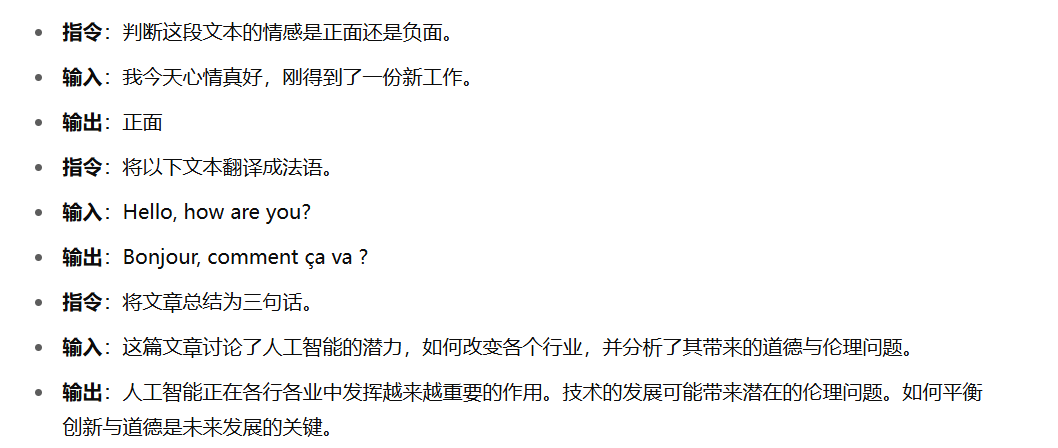 指令：判断这段文本的情感是正面还是负面。
输入：我今天心情真好，刚得到了一份新工作。
输出：正面
指令：将以下文本翻译成法语。
输入：Hello, how are you?
输出：Bonjour, comment ça va ?
指令：将文章总结为三句话。
输入：这篇文章讨论了人工智能的潜力，如何改变各个行业，并分析了其带来的道德与伦理问题。
输出：人工智能正在各行各业中发挥越来越重要的作用。技术的发展可能带来潜在的伦理问题。如何平衡
创新与道德是未来发展的关键。